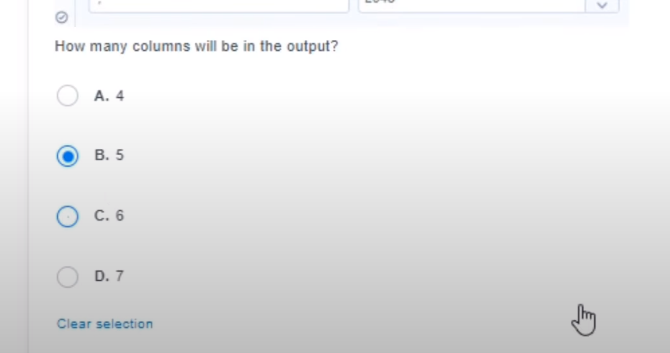 How many columns will be in the output?
A. 4
B. 5
C. 6
D. 7
Clear selection